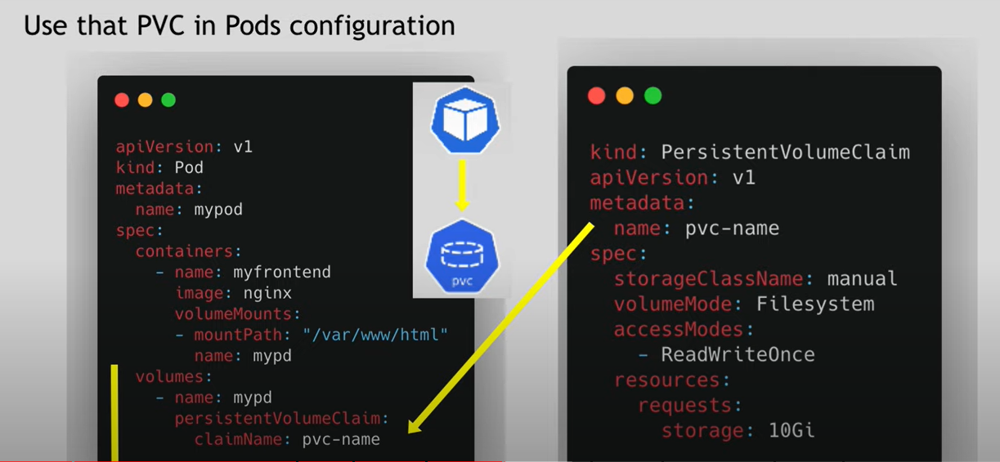 Use that PVC in Pods configuration
apiVersion: v1
kind: Pod
metadata:
  name: mypod
spec:
  containers:
    - name: myfrontend
      image: nginx
      volumeMounts:
      - mountPath: "/var/www/html"
        name: mypd
  volumes:
    - name: mypd
      persistentVolumeClaim:
        claimName: pvc-name
pvc
kind: PersistentVolumeClaim
apiVersion: v1
metadata:
  name: pvc-name
spec:
  storageClassName: manual
  volumeMode: Filesystem
  accessModes:
    - ReadWriteOnce
  resources:
    requests:
      storage: 10Gi